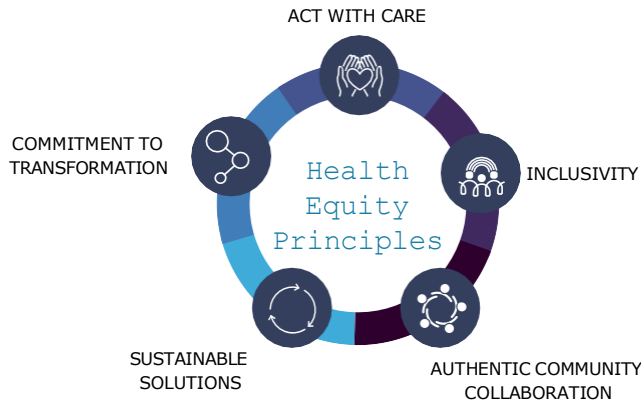 ACT WITH CARE
COMMITMENT TO
TRANSFORMATION
Health
Equity
Principles
INCLUSIVITY
SUSTAINABLE
SOLUTIONS
AUTHENTIC COMMUNITY
COLLABORATION